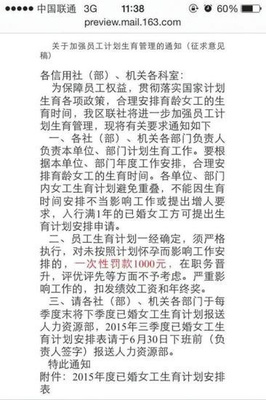 中国联通 3G 11:38 60%
preview.mail.163.com
关于加强员工计划生育管理的通知（征求意见
稿）
各信用社（部）、机关各科室：
为保障员工权益，贯彻落实国家计划
生育各项政策，合理安排育龄女工的生
育时间，我区联社将进一步加强员工计
划生育管理，现将有关要求通知如下
一、各社（部）、机关各部门负责人
负责本单位、部门计划生育工作。要根
据本单位、部门年度工作安排，合理安
排育龄女工的生育时间。各单位、部门
内女工生育计划避免重叠，不能因生育
时间安排不当影响工作或提出增人要
求，入行满1年的已婚女工方可提出生
育计划安排申请。
二、员工生育计划一经确定，须严格
执行，对未按照计划怀孕而影响工作安
排的，一次性罚款1000元，在职务晋
升，评优评先等方面不予考虑。严重影
响工作的，扣发绩效工资和年终奖。
三、请各社（部）、机关各部门于每
季度末将下季度已婚女工生育计划报送
人力资源部，2015年三季度已婚女工生
育计划安排表请于6月30日下班前（负
责人签字）报送人力资源部。
特此通知
附件：2015年度已婚女工生育计划安排
表